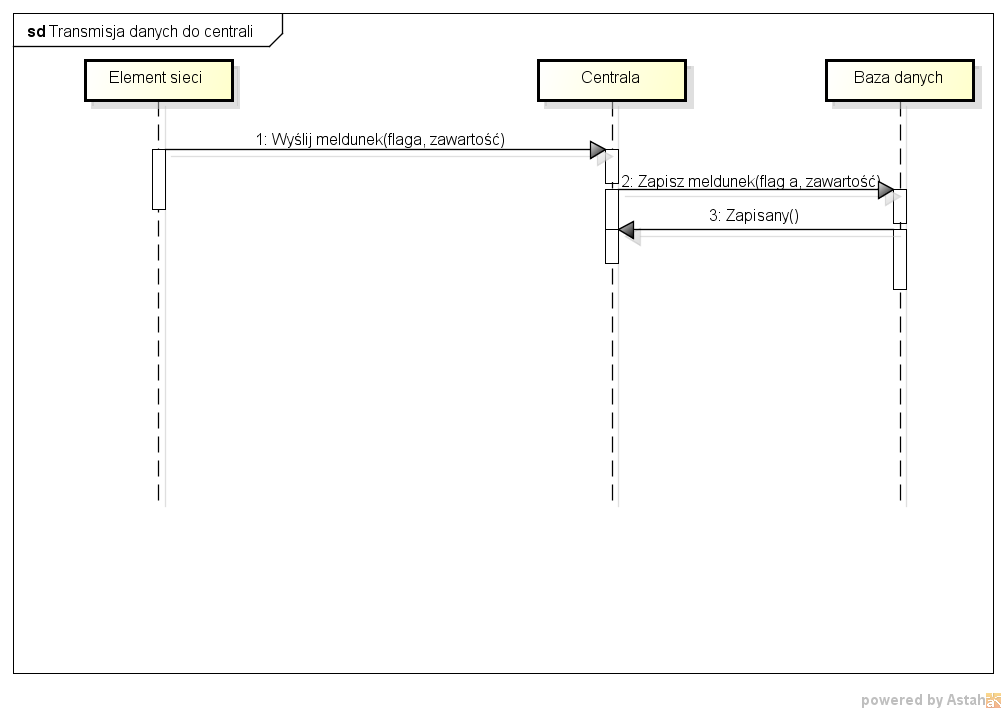 sd Transmisja danych do centrali
Element sieci
Centrala
Baza danych
1: Wyślij meldunek(flaga, zawartość)
2: Zapisz meldunek(flag a, zawartość)
3: Zapisany()
powered by Astah